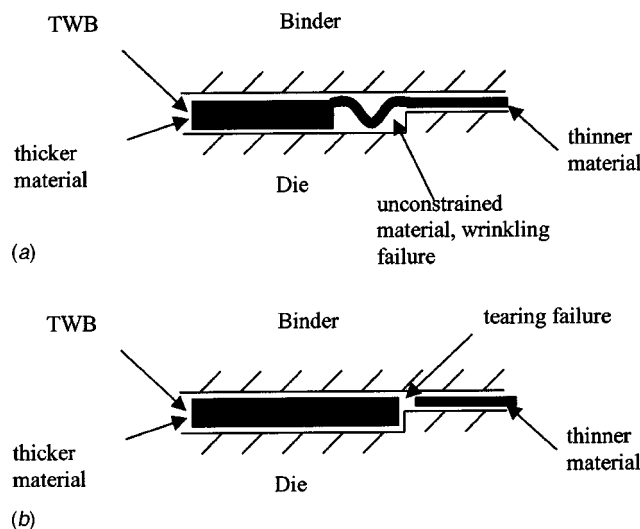 TWB
Binder
thicker
material
thinner
material
Die
unconstrained
material, wrinkling
failure
(a)
TWB
Binder
tearing failure
thicker
material
thinner
material
Die
(b)